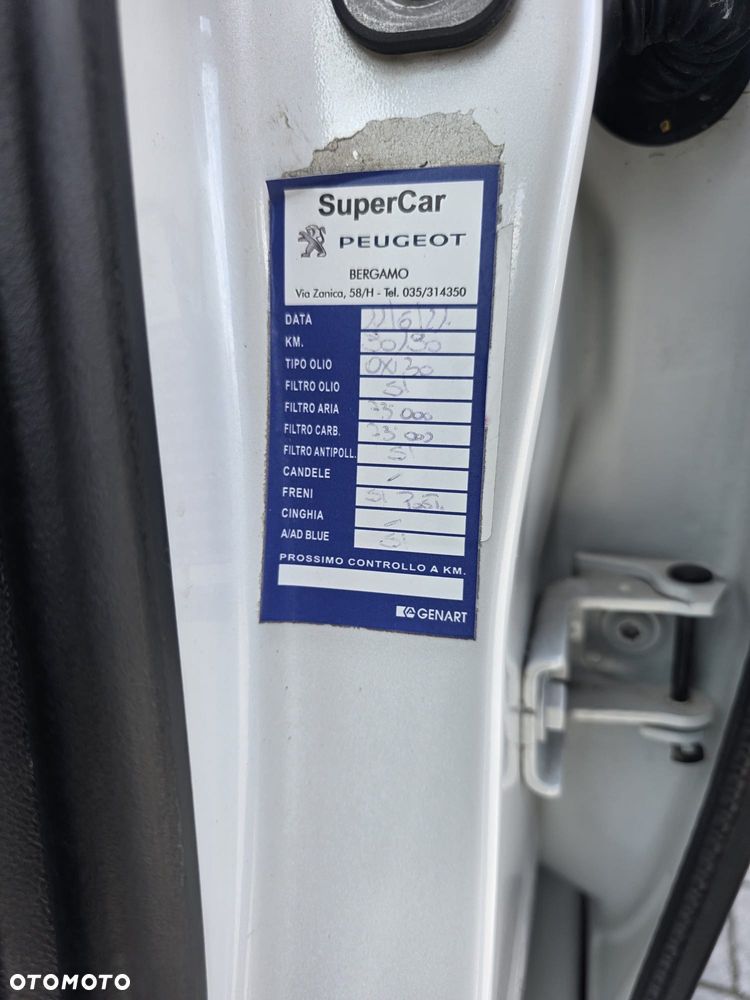 SuperCar
PEUGEOT
BERGAMO
Via Zanica, 58/H - Tel. 035/314350
DATA
KM.
TIPO OLIO 0W30
FILTRO OLIO SI
FILTRO ARIA
FILTRO CARB.
FILTRO ANTIPOLL. SI
CANDELE /
FRENI SI
CINGHIA /
A/AD BLUE SI
PROSSIMO CONTROLLO A KM.
GENART
OTOMOTO